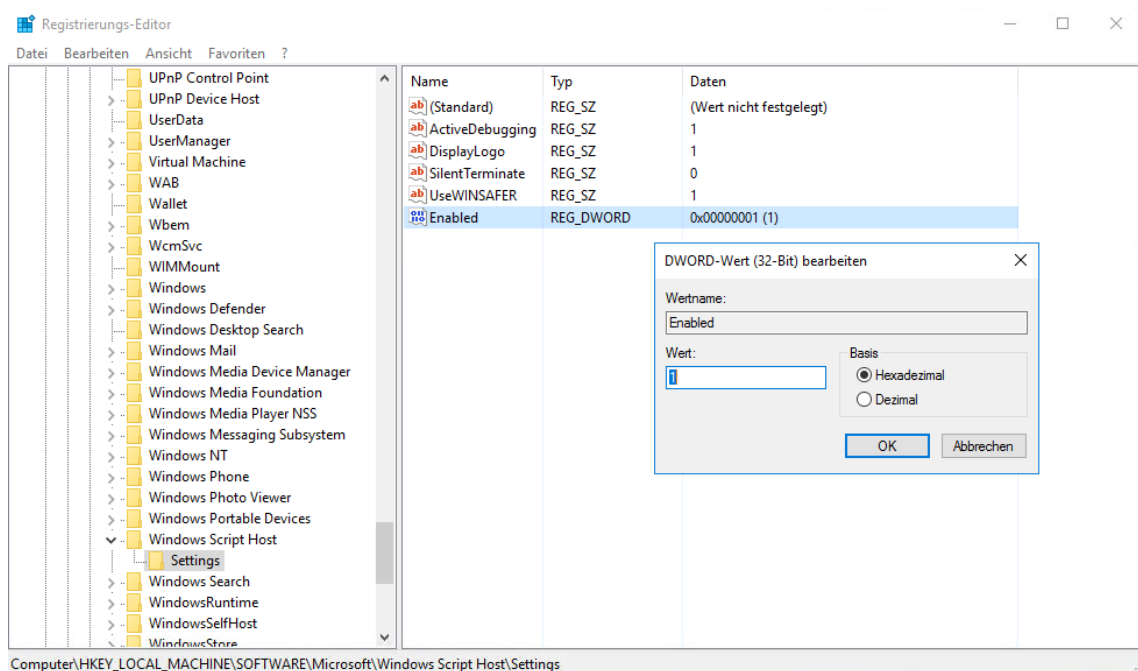 Registrierungs-Editor
Datei Bearbeiten Ansicht Favoriten ?
UPnP Control Point
UPnP Device Host
UserData
UserManager
Virtual Machine
WAB
Wallet
Wbem
WcmSvc
WIMMount
Windows
Windows Defender
Windows Desktop Search
Windows Mail
Windows Media Device Manager
Windows Media Foundation
Windows Media Player NSS
Windows Messaging Subsystem
Windows NT
Windows Phone
Windows Photo Viewer
Windows Portable Devices
Windows Script Host
Settings
Windows Search
WindowsRuntime
WindowsSelfHost
WindowsStore
Name Typ Daten
(Standard) REG_SZ (Wert nicht festgelegt)
ActiveDebugging REG_SZ 1
DisplayLogo REG_SZ 1
SilentTerminate REG_SZ 0
UseWINSAFER REG_SZ 1
Enabled REG_DWORD 0x00000001 (1)
DWORD-Wert (32-Bit) bearbeiten
Wertname:
Enabled
Wert:
1
Basis
Hexadezimal
Dezimal
OK Abbrechen
Computer\HKEY_LOCAL_MACHINE\SOFTWARE\Microsoft\Windows Script Host\Settings